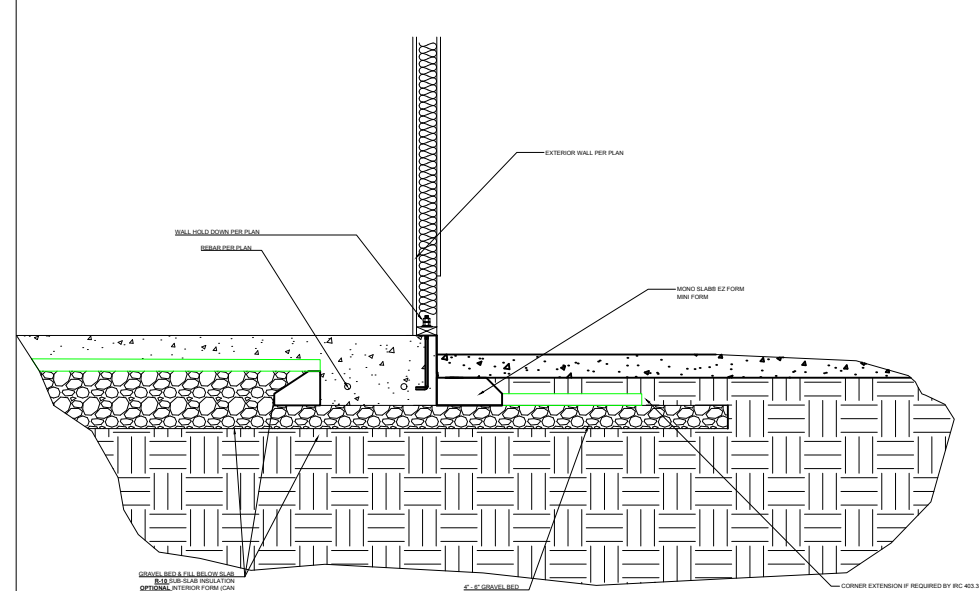 EXTERIOR WALL PER PLAN
WALL HOLD DOWN PER PLAN
REBAR PER PLAN
MONO SLAB® EZ FORM
MINI FORM
GRAVEL BED & FILL BELOW SLAB
R-10 SUB-SLAB INSULATION
OPTIONAL INTERIOR FORM (CAN
4" - 6" GRAVEL BED
CORNER EXTENSION IF REQUIRED BY IRC 403.3